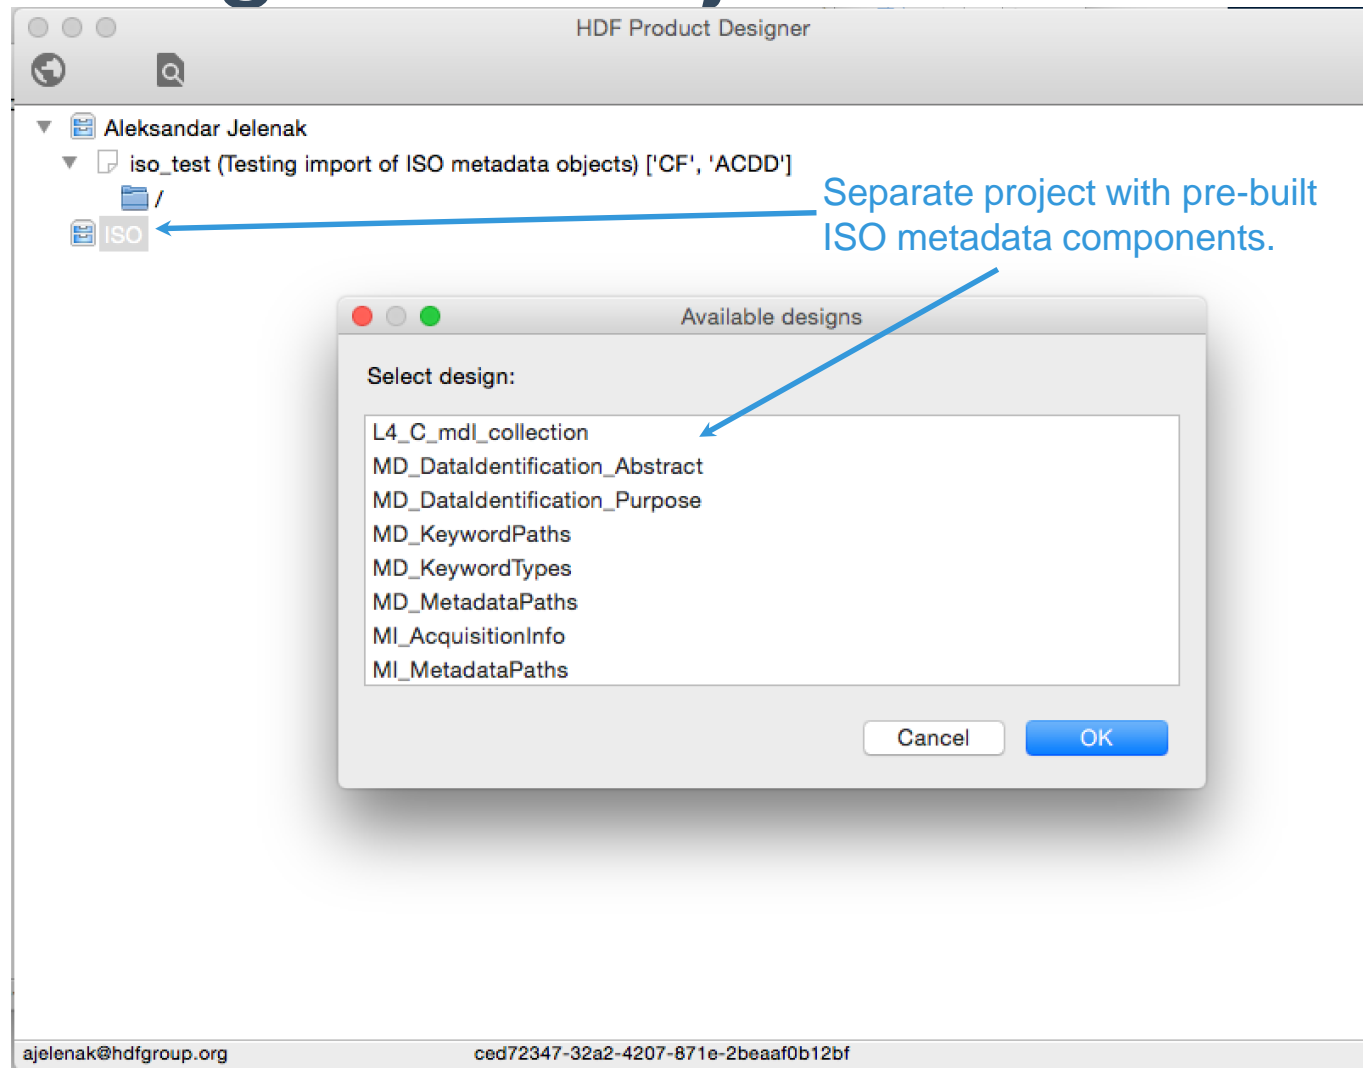 HDF Product Designer
Aleksandar Jelenak
iso_test (Testing import of ISO metadata objects) ['CF', 'ACDD']
/
ISO
Separate project with pre-built
ISO metadata components.
Available designs
Select design:
L4_C_mdl_collection
MD_DataIdentification_Abstract
MD_DataIdentification_Purpose
MD_KeywordPaths
MD_KeywordTypes
MD_MetadataPaths
MI_AcquisitionInfo
MI_MetadataPaths
Cancel
OK
ajelenak@hdfgroup.org
ced72347-32a2-4207-871e-2beaaf0b12bf